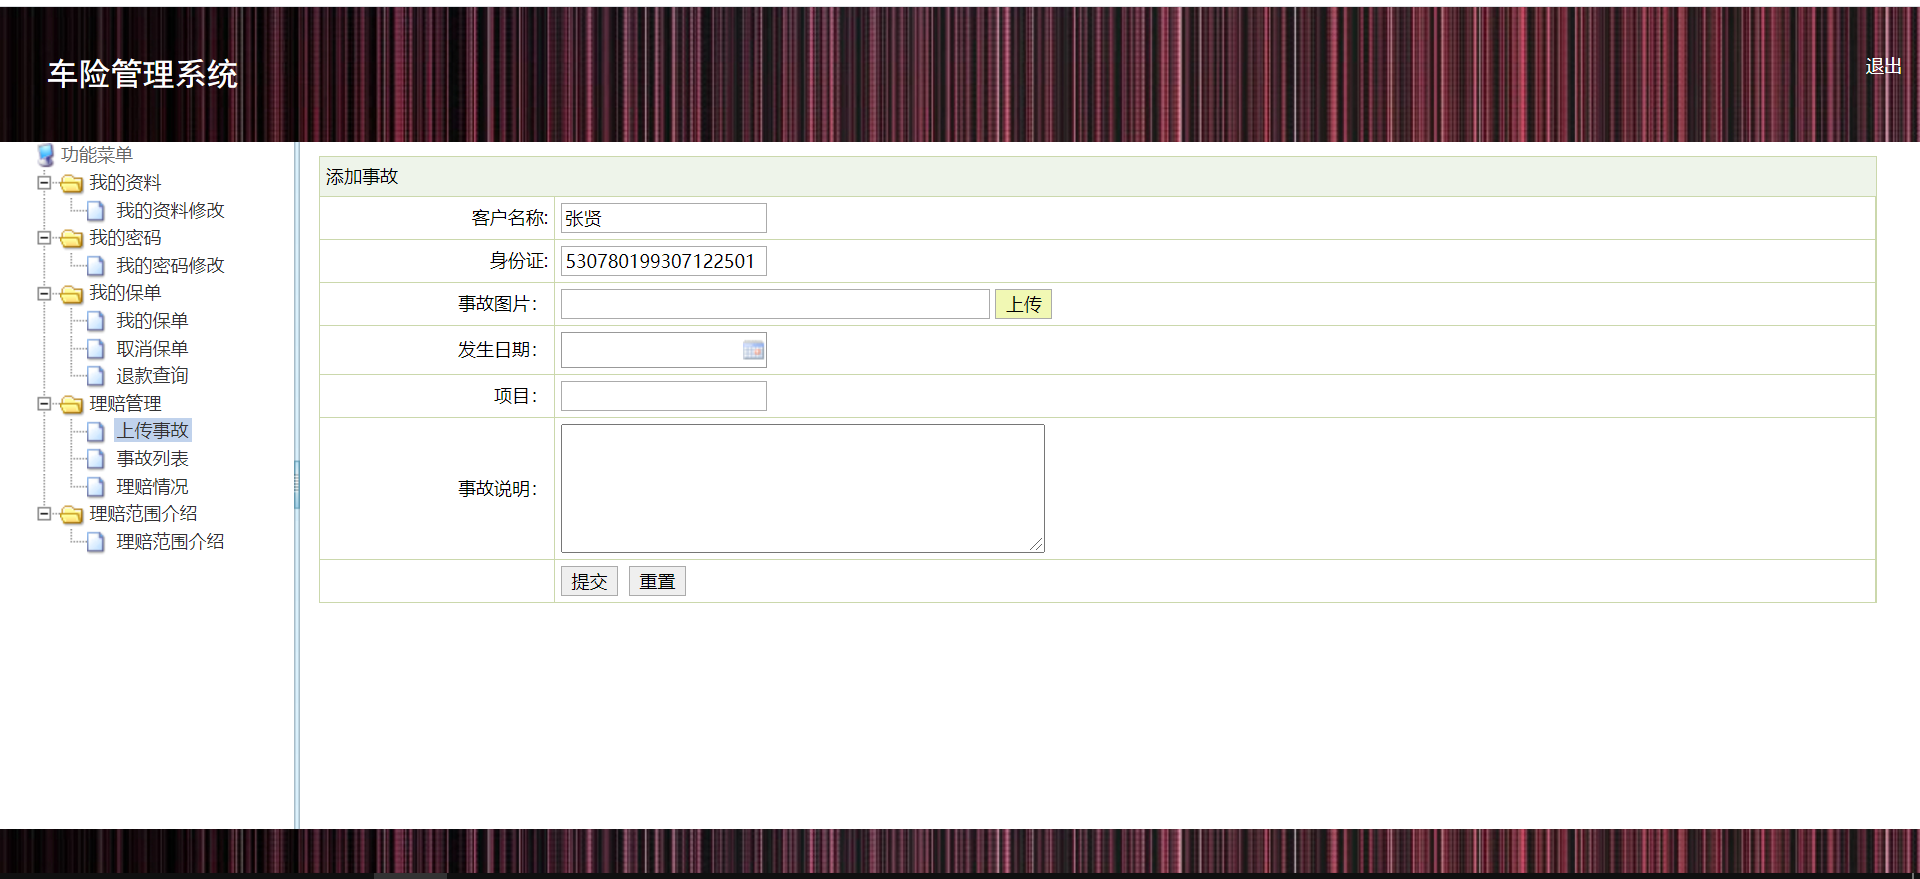 车险管理系统
退出
功能菜单
我的资料
我的资料修改
我的密码
我的密码修改
我的保单
我的保单
取消保单
退款查询
理赔管理
上传事故
事故列表
理赔情况
理赔范围介绍
理赔范围介绍
添加事故
客户名称: 张贤
身份证: 530780199307122501
事故图片： 上传
发生日期：
项目：
事故说明：
提交 重置